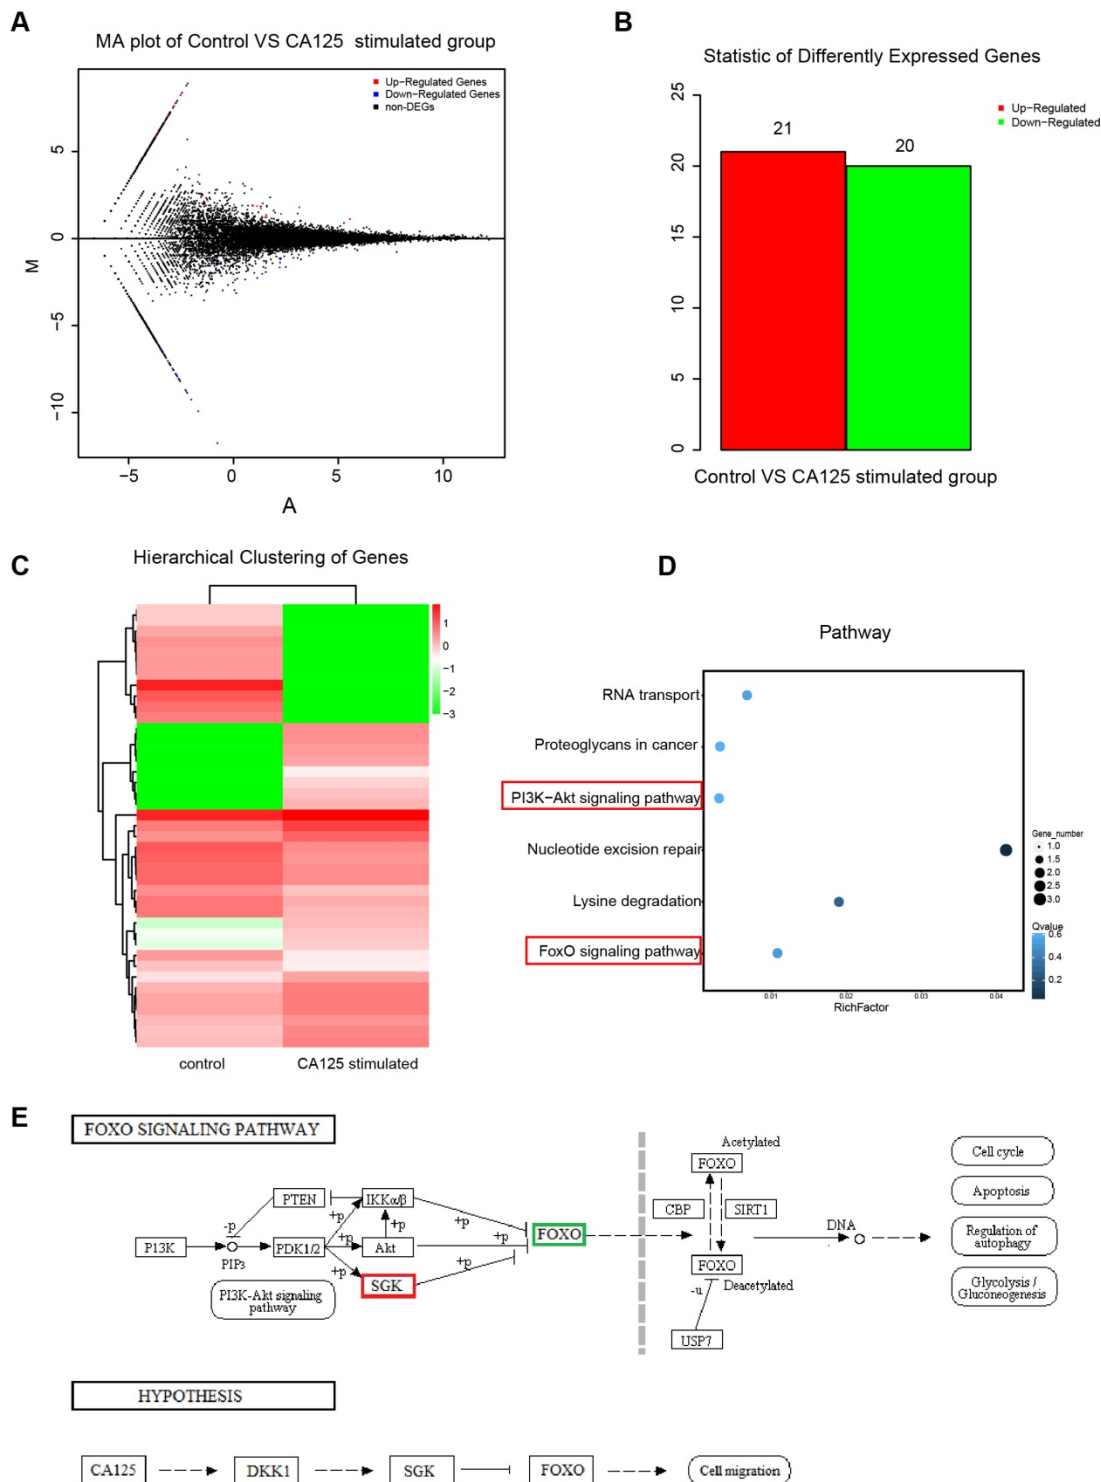 A
MA plot of Control VS CA125 stimulated group
Up-Regulated Genes
Down-Regulated Genes
non-DEGs
5
0
−5
−10
M
−5
0
5
10
A
B
Statistic of Differently Expressed Genes
Up-Regulated
Down-Regulated
25
20
15
10
5
0
21
20
Control VS CA125 stimulated group
C
Hierarchical Clustering of Genes
1
0
−1
−2
−3
control
CA125 stimulated
D
Pathway
RNA transport
Proteoglycans in cancer
PI3K−Akt signaling pathway
Nucleotide excision repair
Lysine degradation
FoxO signaling pathway
0.01
0.02
0.03
0.04
RichFactor
Gene_number
1.0
1.5
2.0
2.5
3.0
Qvalue
0.6
0.4
0.2
E
FOXO SIGNALING PATHWAY
PI3K
PIP3
-p
PTEN
PDK1/2
IKKα/β
Akt
SGK
+p
+p
+p
+p
+p
+p
+p
PI3K-Akt signaling
pathway
FOXO
Acetylated
FOXO
CBP
SIRT1
FOXO
Deacetylated
-u
USP7
DNA
Cell cycle
Apoptosis
Regulation of
autophagy
Glycolysis /
Gluconeogenesis
HYPOTHESIS
CA125
DKK1
SGK
FOXO
Cell migration